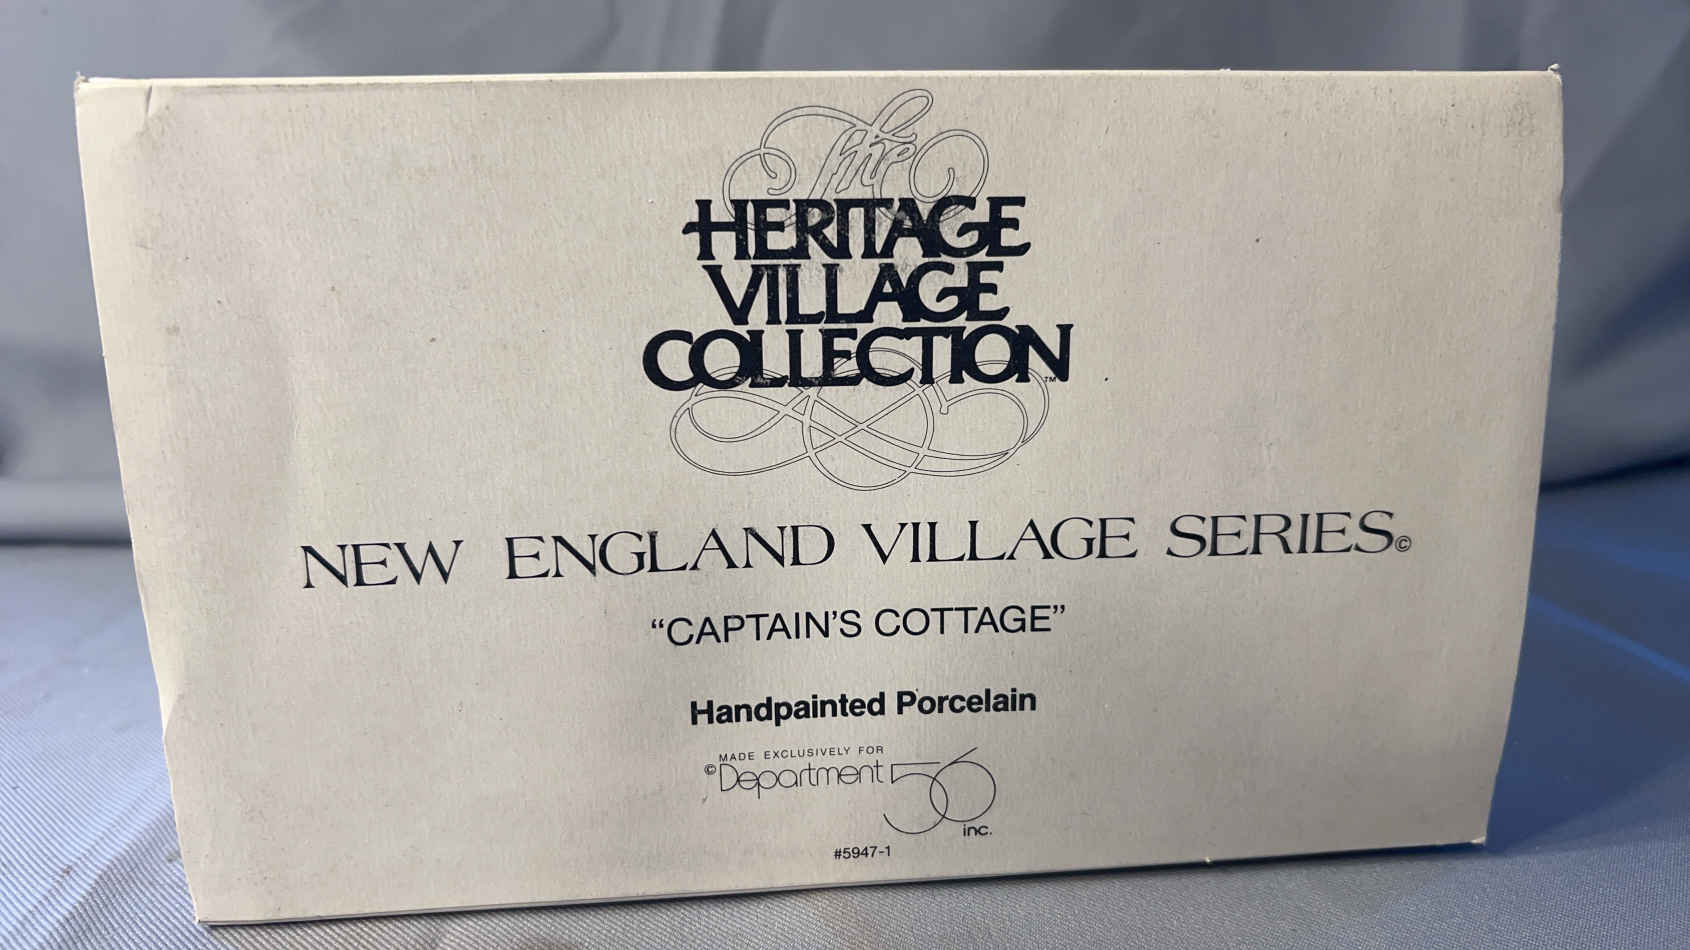 The
HERITAGE
VILLAGE
COLLECTION™
NEW ENGLAND VILLAGE SERIES©
“CAPTAIN’S COTTAGE”
Handpainted Porcelain
MADE EXCLUSIVELY FOR
©Department 56
inc.
#5947-1